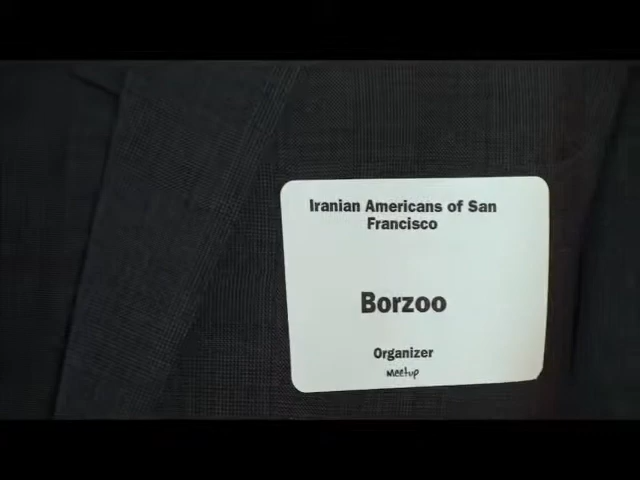 Iranian Americans of San
Francisco
Borzoo
Organizer
Meetup